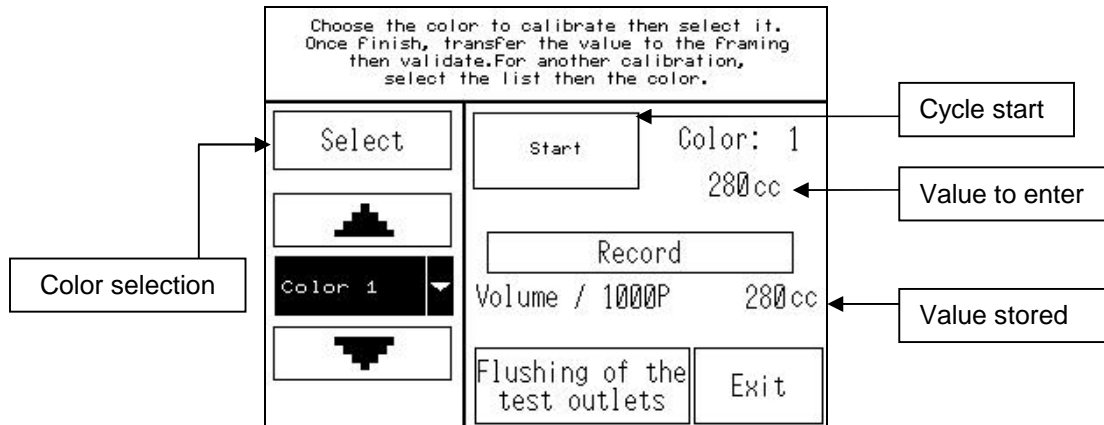 Choose the color to calibrate then select it.
Once finish, transfer the value to the framing
then validate.For another calibration,
select the list then the color.
Select
Color 1
Color selection
Start
Color: 1
280cc
Record
Volume / 1000P 280cc
Flushing of the
test outlets
Exit
Cycle start
Value to enter
Value stored